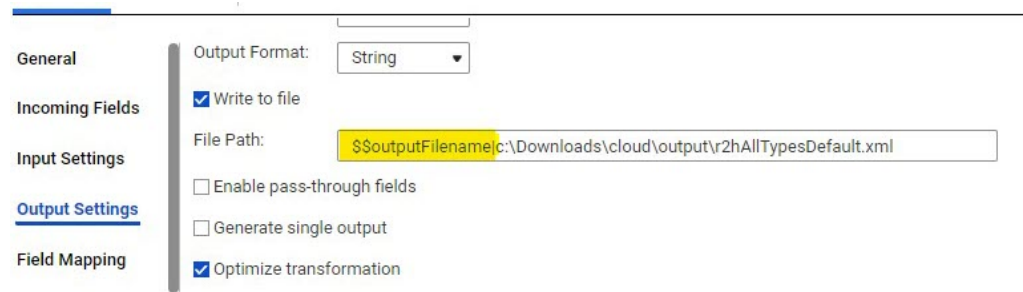 General
Incoming Fields
Input Settings
Output Settings
Field Mapping
Output Format:
String
Write to file
File Path:
$$outputFilename|c:\Downloads\cloud\output\r2hAllTypesDefault.xml
Enable pass-through fields
Generate single output
Optimize transformation